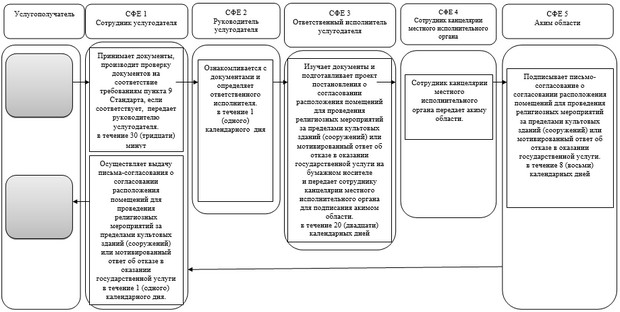 Услугополучатель
СФЕ 1
Сотрудник услугодателя
СФЕ 2
Руководитель
услугодателя
СФЕ 3
Ответственный исполнитель
услугодателя
СФЕ 4
Сотрудник канцелярии
местного исполнительного
органа
СФЕ 5
Аким области
Принимает документы,
производит проверку
документов на
соответствие
требованиям пункта 9
Стандарта, если
соответствует, передает
руководителю
услугодателя.
в течение 30 (тридцати)
минут
Осуществляет выдачу
письма-согласования о
согласовании
расположения
помещений для
проведения
религиозных
мероприятий за
пределами культовых
зданий (сооружений)
или мотивированный
ответ об отказе в
оказании
государственной услуги
в течение 1 (одного)
календарного дня.
Ознакамливается с
документами и
определяет
ответственного
исполнителя.
в течение 1
(одного)
календарного дня
Изучает документы и
подготавливает проект
постановления о
согласовании
расположения помещений
для проведения
религиозных мероприятий
за пределами культовых
зданий (сооружений) или
мотивированный ответ об
отказе в оказании
государственной услуги на
бумажном носителе
и передает сотруднику
канцелярии местного
исполнительного органа
для подписания акимом
области.
в течение 20 (двадцати)
календарных дней
Сотрудник канцелярии
местного
исполнительного
органа передает акиму
области.
Подписывает письмо-
согласование о
согласовании расположения
помещений для проведения
религиозных мероприятий
за пределами культовых
зданий (сооружений) или
мотивированный ответ об
отказе в оказании
государственной услуги.
в течение 8 (восьми)
календарных дней